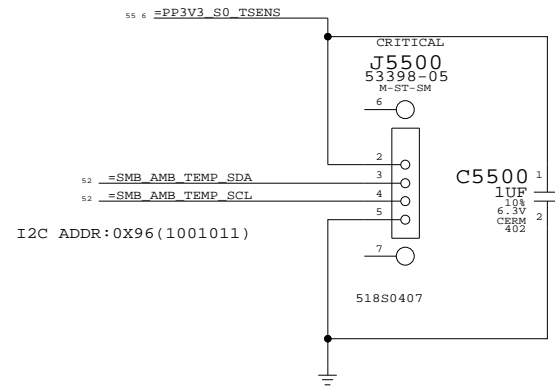 55 6 =PP3V3_S0_TSENS
CRITICAL
J5500
53398-05
M-ST-SM
6
2
52 =SMB_AMB_TEMP_SDA 3
52 =SMB_AMB_TEMP_SCL 4
5
C5500 1
1UF
10%
6.3V
CERM 2
402
I2C ADDR:0X96(1001011)
7
518S0407